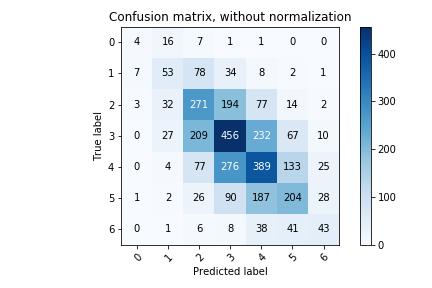 Confusion matrix, without normalization
0 4 16 7 1 1 0 0
1 7 53 78 34 8 2 1
2 3 32 271 194 77 14 2
3 0 27 209 456 232 67 10
4 0 4 77 276 389 133 25
5 1 2 26 90 187 204 28
6 0 1 6 8 38 41 43
0 1 2 3 4 5 6
True label
Predicted label
400
300
200
100
0